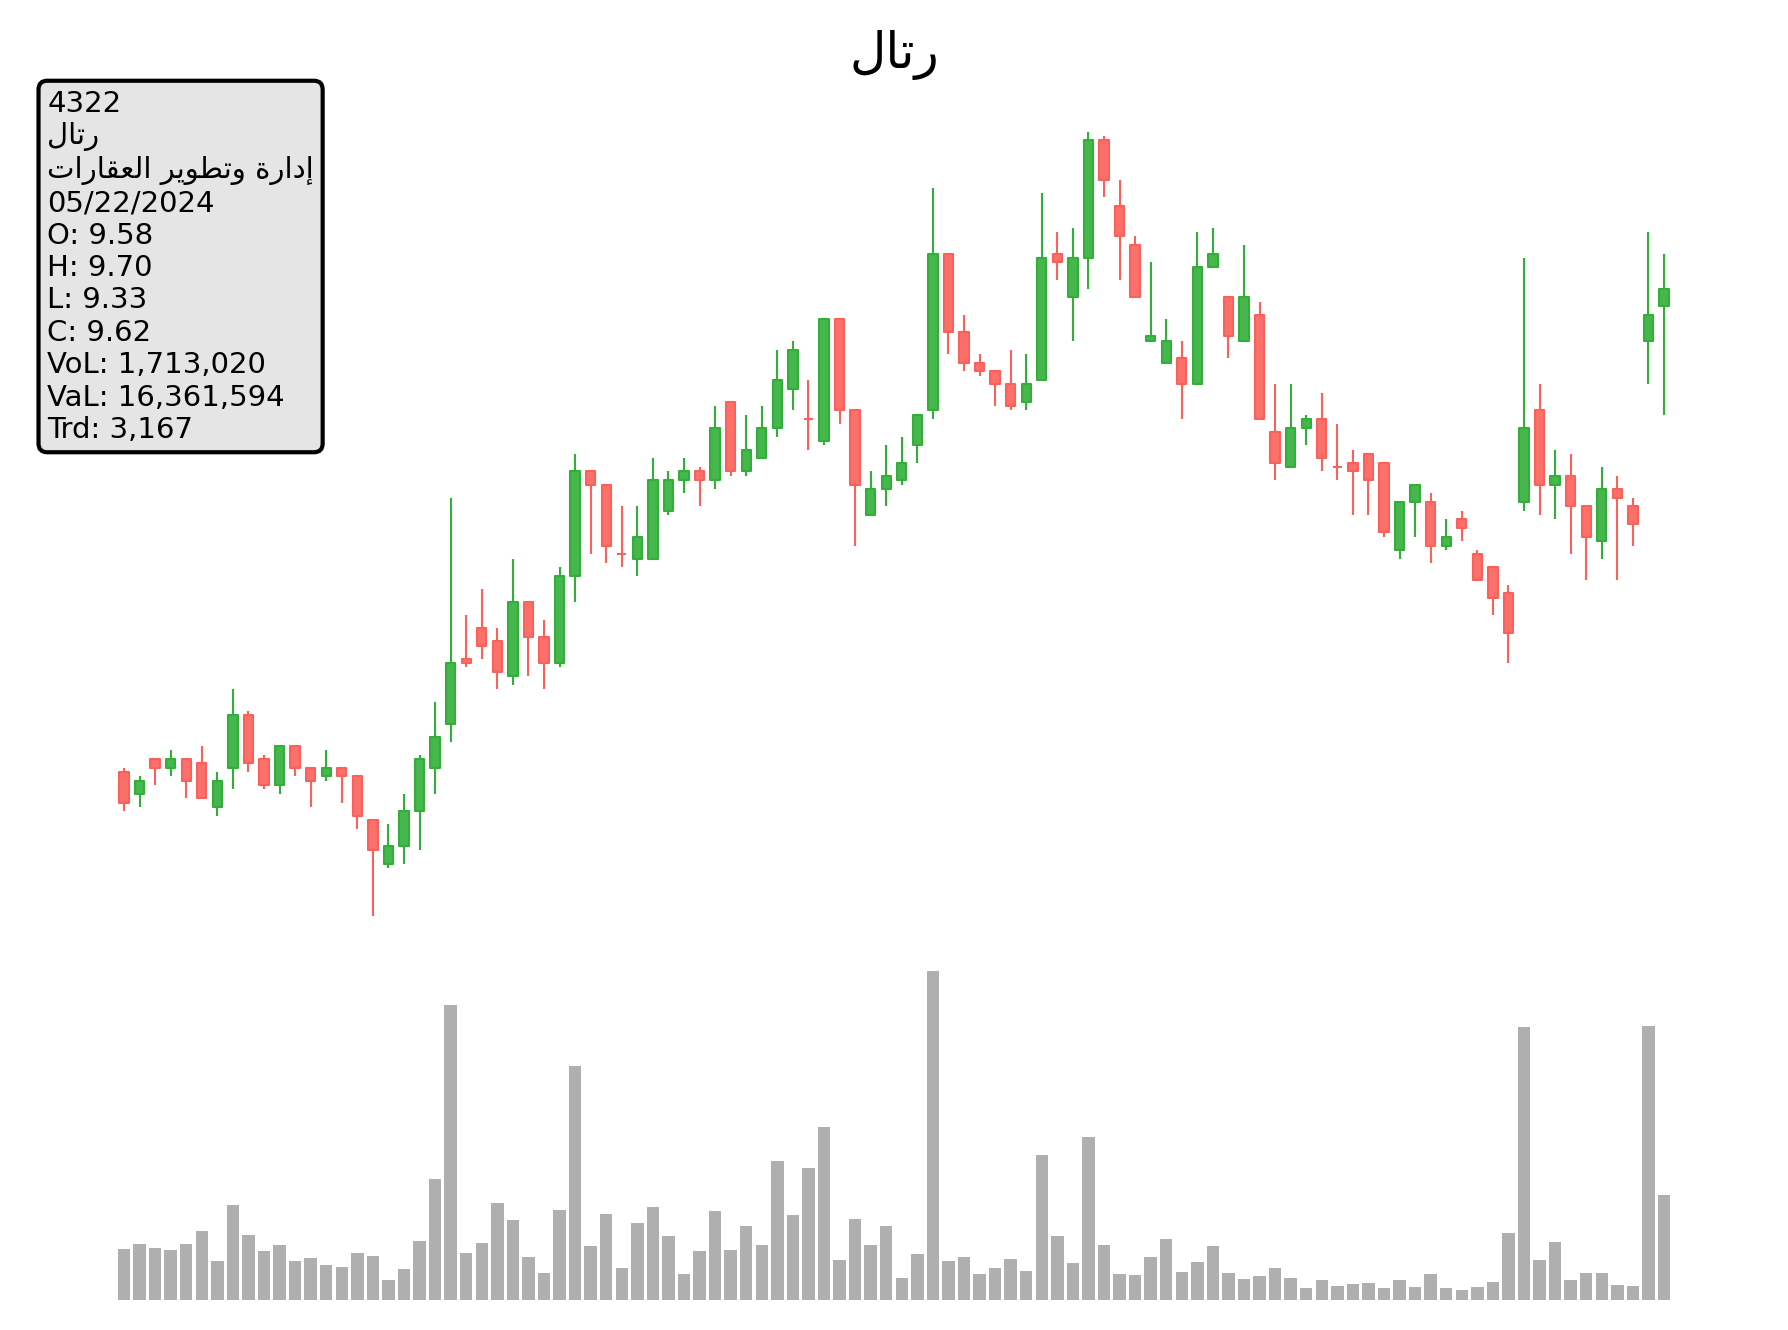 رتال
4322
رتال
إدارة وتطوير العقارات
05/22/2024
O: 9.58
H: 9.70
L: 9.33
C: 9.62
VoL: 1,713,020
VaL: 16,361,594
Trd: 3,167